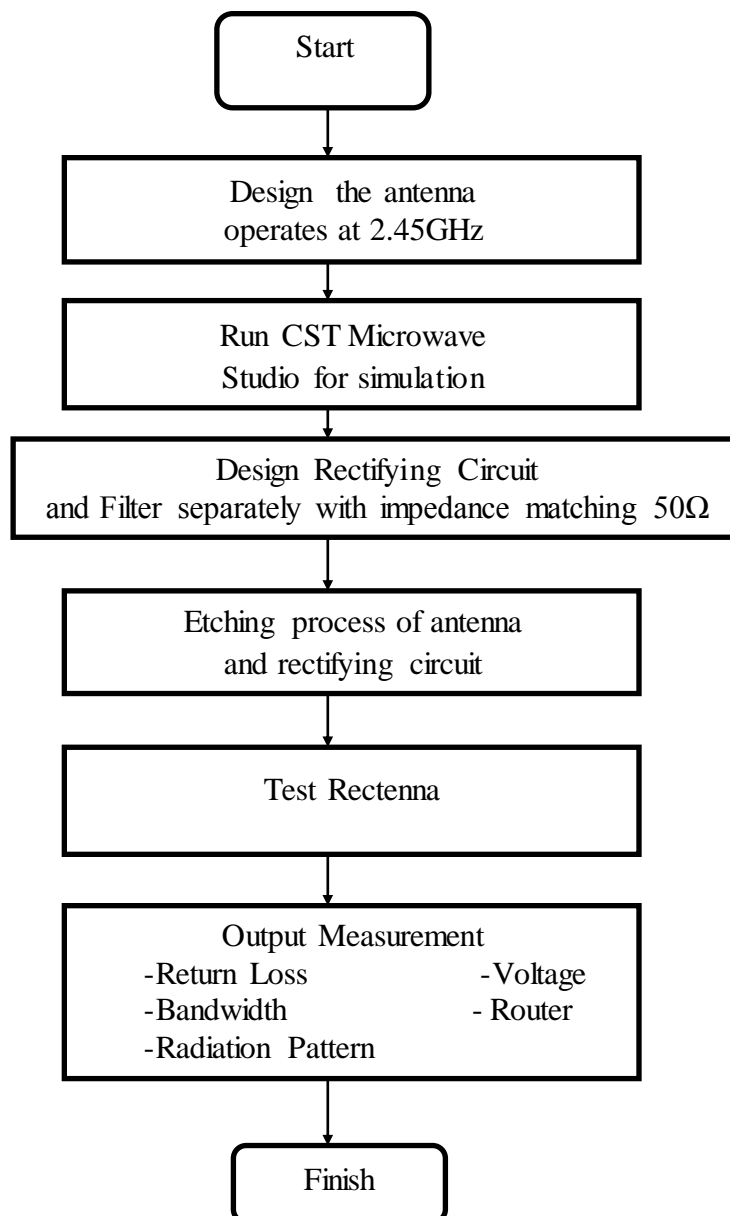 Start
Design the antenna
operates at 2.45GHz
Run CST Microwave
Studio for simulation
Design Rectifying Circuit
and Filter separately with impedance matching 50Ω
Etching process of antenna
and rectifying circuit
Test Rectenna
Output Measurement
-Return Loss -Voltage
-Bandwidth - Router
-Radiation Pattern
Finish